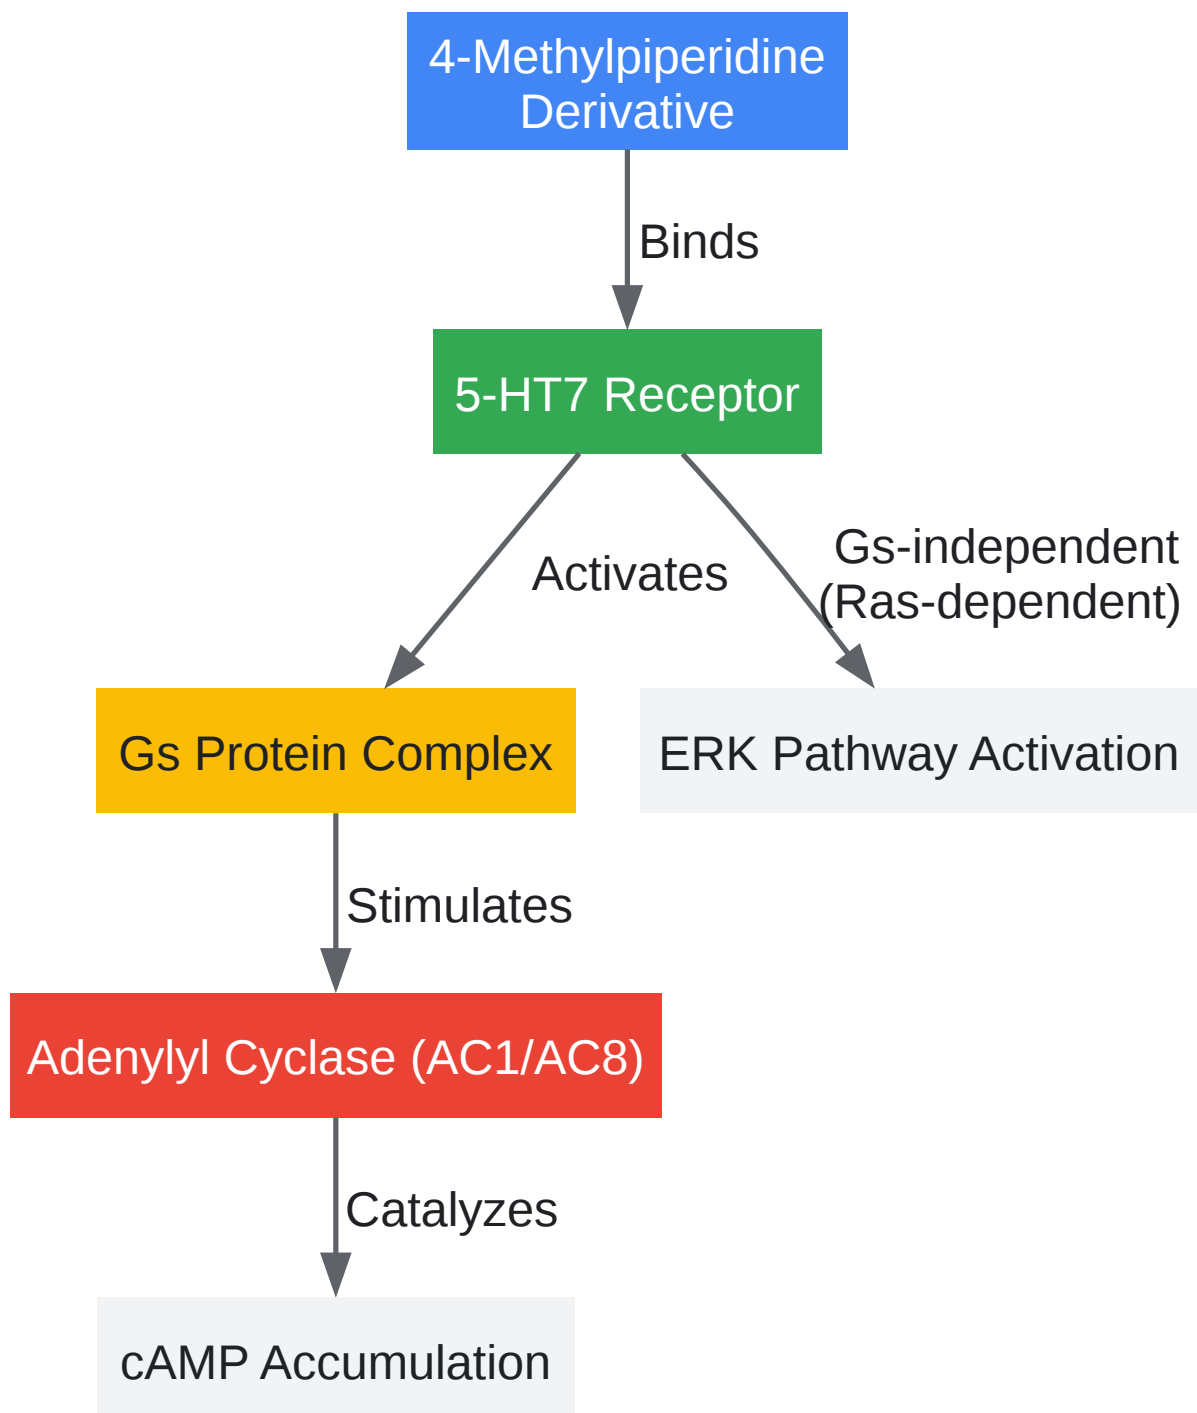 4-Methylpiperidine
Derivative
Binds
5-HT7 Receptor
Activates
Gs-independent
(Ras-dependent)
Gs Protein Complex
ERK Pathway Activation
Stimulates
Adenylyl Cyclase (AC1/AC8)
Catalyzes
cAMP Accumulation